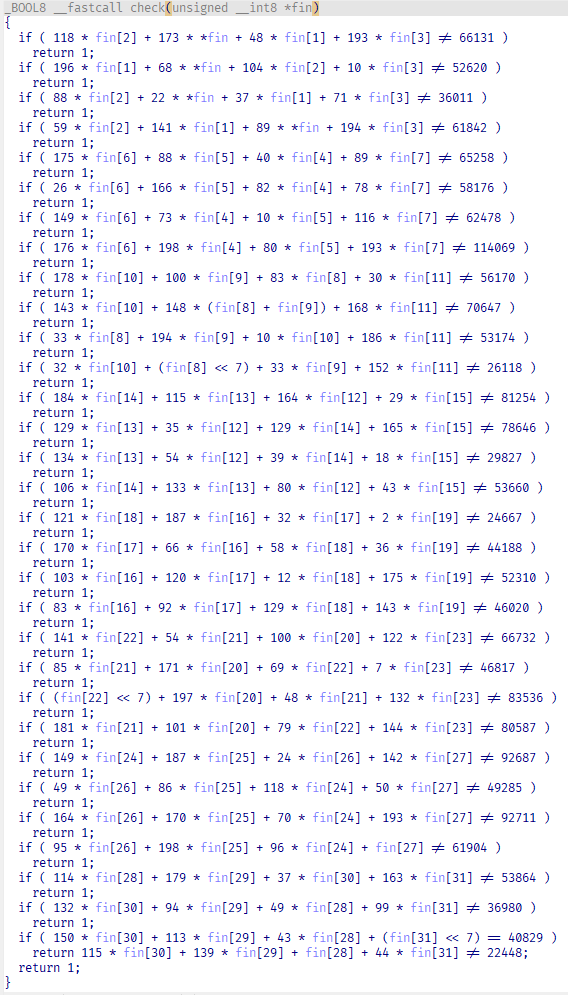 _BOOL8 __fastcall check(unsigned __int8 *fin)
{
  if ( 118 * fin[2] + 173 * *fin + 48 * fin[1] + 193 * fin[3] ≠ 66131 )
    return 1;
  if ( 196 * fin[1] + 68 * *fin + 104 * fin[2] + 10 * fin[3] ≠ 52620 )
    return 1;
  if ( 88 * fin[2] + 22 * *fin + 37 * fin[1] + 71 * fin[3] ≠ 36011 )
    return 1;
  if ( 59 * fin[2] + 141 * fin[1] + 89 * *fin + 194 * fin[3] ≠ 61842 )
    return 1;
  if ( 175 * fin[6] + 88 * fin[5] + 40 * fin[4] + 89 * fin[7] ≠ 65258 )
    return 1;
  if ( 26 * fin[6] + 166 * fin[5] + 82 * fin[4] + 78 * fin[7] ≠ 58176 )
    return 1;
  if ( 149 * fin[6] + 73 * fin[4] + 10 * fin[5] + 116 * fin[7] ≠ 62478 )
    return 1;
  if ( 176 * fin[6] + 198 * fin[4] + 80 * fin[5] + 193 * fin[7] ≠ 114069 )
    return 1;
  if ( 178 * fin[10] + 100 * fin[9] + 83 * fin[8] + 30 * fin[11] ≠ 56170 )
    return 1;
  if ( 143 * fin[10] + 148 * (fin[8] + fin[9]) + 168 * fin[11] ≠ 70647 )
    return 1;
  if ( 33 * fin[8] + 194 * fin[9] + 10 * fin[10] + 186 * fin[11] ≠ 53174 )
    return 1;
  if ( 32 * fin[10] + (fin[8] << 7) + 33 * fin[9] + 152 * fin[11] ≠ 26118 )
    return 1;
  if ( 184 * fin[14] + 115 * fin[13] + 164 * fin[12] + 29 * fin[15] ≠ 81254 )
    return 1;
  if ( 129 * fin[13] + 35 * fin[12] + 129 * fin[14] + 165 * fin[15] ≠ 78646 )
    return 1;
  if ( 134 * fin[13] + 54 * fin[12] + 39 * fin[14] + 18 * fin[15] ≠ 29827 )
    return 1;
  if ( 106 * fin[14] + 133 * fin[13] + 80 * fin[12] + 43 * fin[15] ≠ 53660 )
    return 1;
  if ( 121 * fin[18] + 187 * fin[16] + 32 * fin[17] + 2 * fin[19] ≠ 24667 )
    return 1;
  if ( 170 * fin[17] + 66 * fin[16] + 58 * fin[18] + 36 * fin[19] ≠ 44188 )
    return 1;
  if ( 103 * fin[16] + 120 * fin[17] + 12 * fin[18] + 175 * fin[19] ≠ 52310 )
    return 1;
  if ( 83 * fin[16] + 92 * fin[17] + 129 * fin[18] + 143 * fin[19] ≠ 46020 )
    return 1;
  if ( 141 * fin[22] + 54 * fin[21] + 100 * fin[20] + 122 * fin[23] ≠ 66732 )
    return 1;
  if ( 85 * fin[21] + 171 * fin[20] + 69 * fin[22] + 7 * fin[23] ≠ 46817 )
    return 1;
  if ( (fin[22] << 7) + 197 * fin[20] + 48 * fin[21] + 132 * fin[23] ≠ 83536 )
    return 1;
  if ( 181 * fin[21] + 101 * fin[20] + 79 * fin[22] + 144 * fin[23] ≠ 80587 )
    return 1;
  if ( 149 * fin[24] + 187 * fin[25] + 24 * fin[26] + 142 * fin[27] ≠ 92687 )
    return 1;
  if ( 49 * fin[26] + 86 * fin[25] + 118 * fin[24] + 50 * fin[27] ≠ 49285 )
    return 1;
  if ( 164 * fin[26] + 170 * fin[25] + 70 * fin[24] + 193 * fin[27] ≠ 92711 )
    return 1;
  if ( 95 * fin[26] + 198 * fin[25] + 96 * fin[24] + fin[27] ≠ 61904 )
    return 1;
  if ( 114 * fin[28] + 179 * fin[29] + 37 * fin[30] + 163 * fin[31] ≠ 53864 )
    return 1;
  if ( 132 * fin[30] + 94 * fin[29] + 49 * fin[28] + 99 * fin[31] ≠ 36980 )
    return 1;
  if ( 150 * fin[30] + 113 * fin[29] + 43 * fin[28] + (fin[31] << 7) == 40829 )
    return 115 * fin[30] + 139 * fin[29] + fin[28] + 44 * fin[31] ≠ 22448;
  return 1;
}